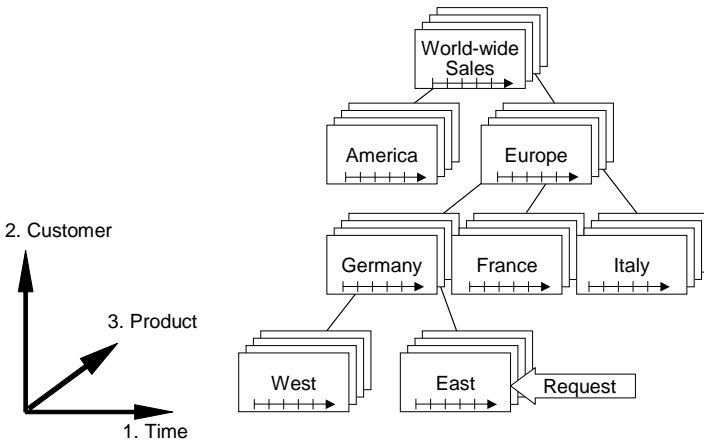 World-wide
Sales
America
Europe
2. Customer
Germany
France
Italy
3. Product
West
East
Request
1. Time